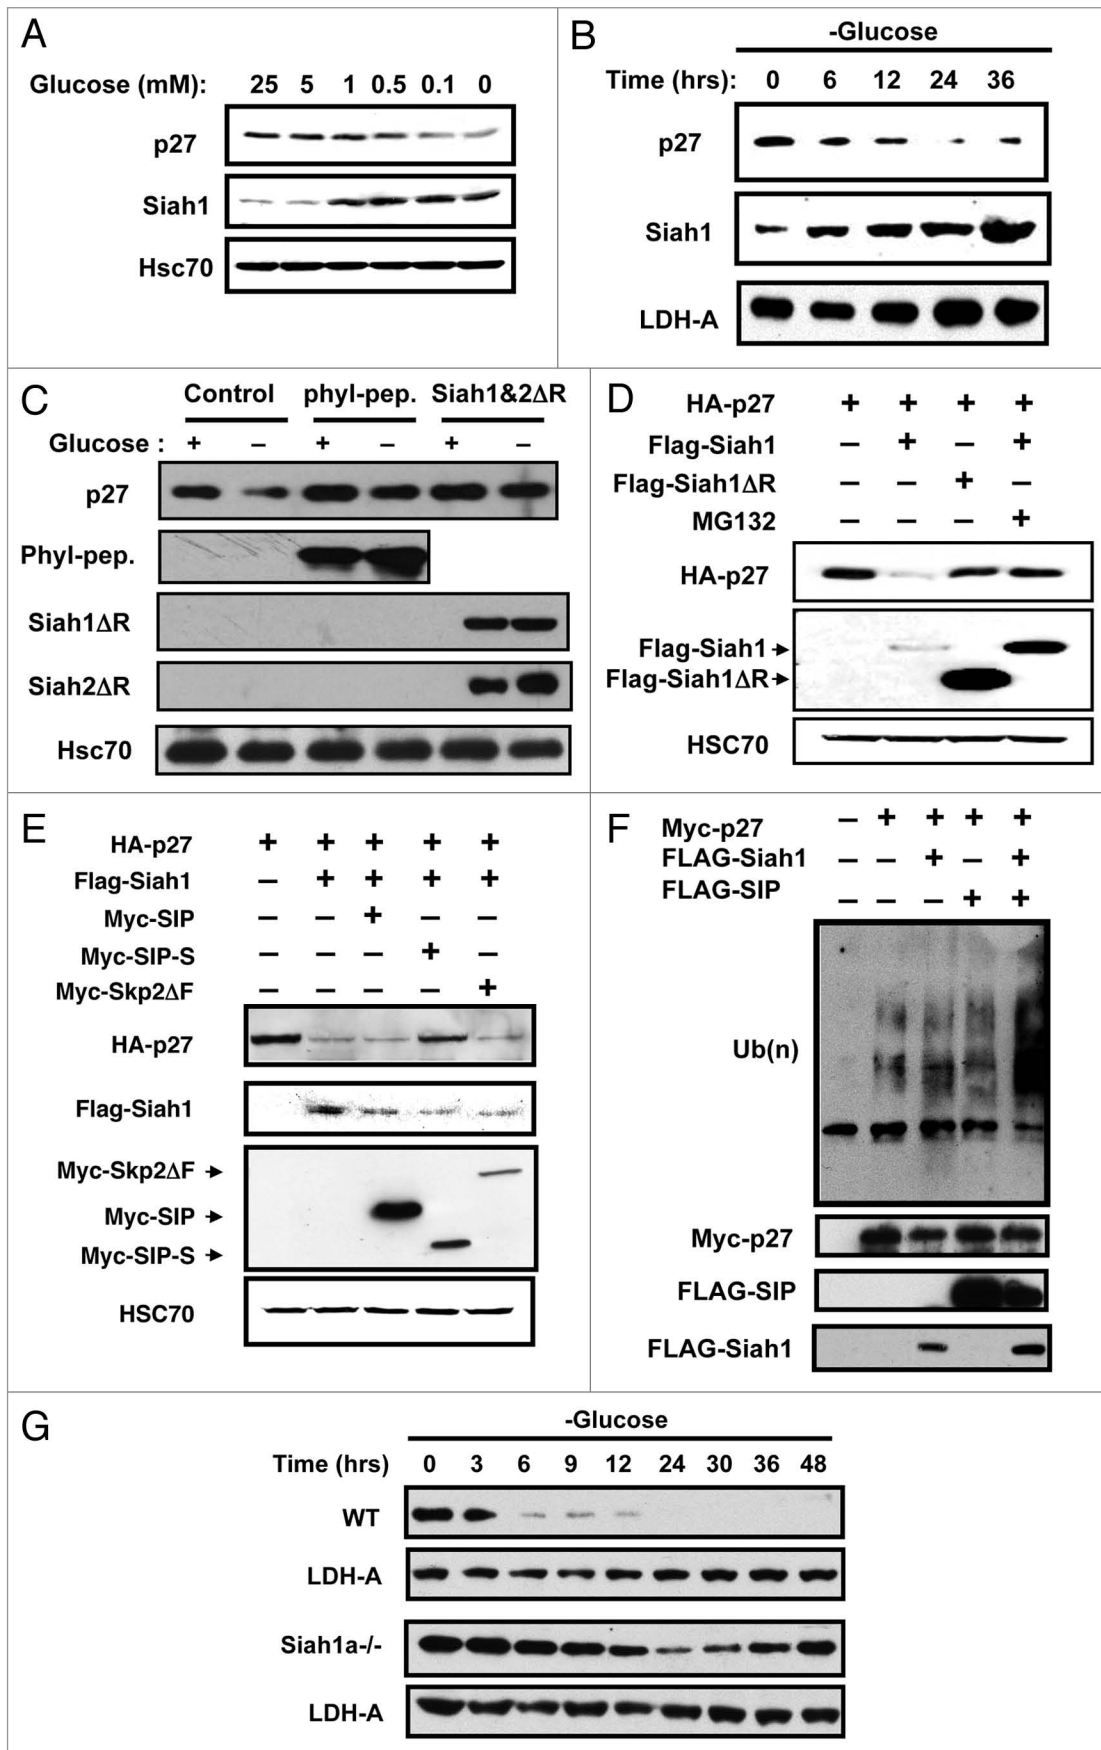 A
Glucose (mM): 25 5 1 0.5 0.1 0
p27
Siah1
Hsc70
B
-Glucose
Time (hrs): 0 6 12 24 36
p27
Siah1
LDH-A
C
Control phyl-pep. Siah1&2ΔR
Glucose : + – + – + –
p27
Phyl-pep.
Siah1ΔR
Siah2ΔR
Hsc70
D
HA-p27 + + + +
Flag-Siah1 – + – +
Flag-Siah1ΔR – – + –
MG132 – – – +
HA-p27
Flag-Siah1
Flag-Siah1ΔR
HSC70
E
HA-p27 + + + + +
Flag-Siah1 – + + + +
Myc-SIP – – + – –
Myc-SIP-S – – – + –
Myc-Skp2ΔF – – – – +
HA-p27
Flag-Siah1
Myc-Skp2ΔF
Myc-SIP
Myc-SIP-S
HSC70
F
Myc-p27 – + + + +
FLAG-Siah1 – – + – +
FLAG-SIP – – – + +
Ub(n)
Myc-p27
FLAG-SIP
FLAG-Siah1
G
-Glucose
Time (hrs) 0 3 6 9 12 24 30 36 48
WT
LDH-A
Siah1a-/-
LDH-A